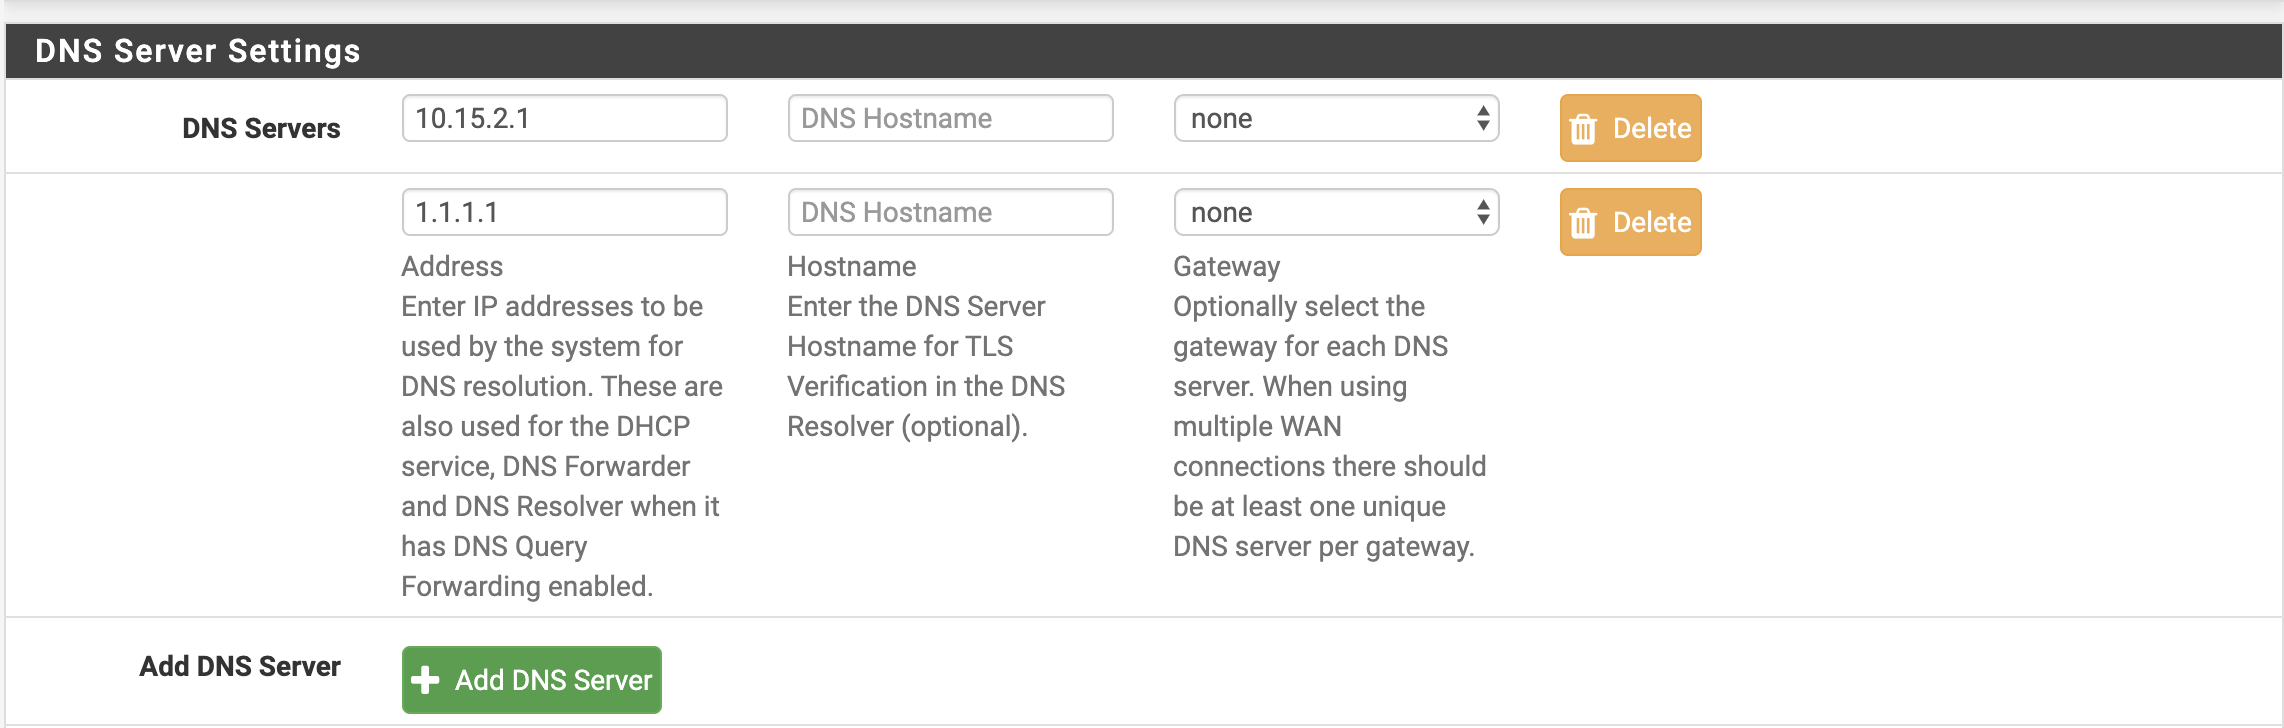 DNS Server Settings
DNS Servers
10.15.2.1
DNS Hostname
none
Delete
1.1.1.1
DNS Hostname
none
Delete
Address
Enter IP addresses to be
used by the system for
DNS resolution. These are
also used for the DHCP
service, DNS Forwarder
and DNS Resolver when it
has DNS Query
Forwarding enabled.
Hostname
Enter the DNS Server
Hostname for TLS
Verification in the DNS
Resolver (optional).
Gateway
Optionally select the
gateway for each DNS
server. When using
multiple WAN
connections there should
be at least one unique
DNS server per gateway.
Add DNS Server
Add DNS Server